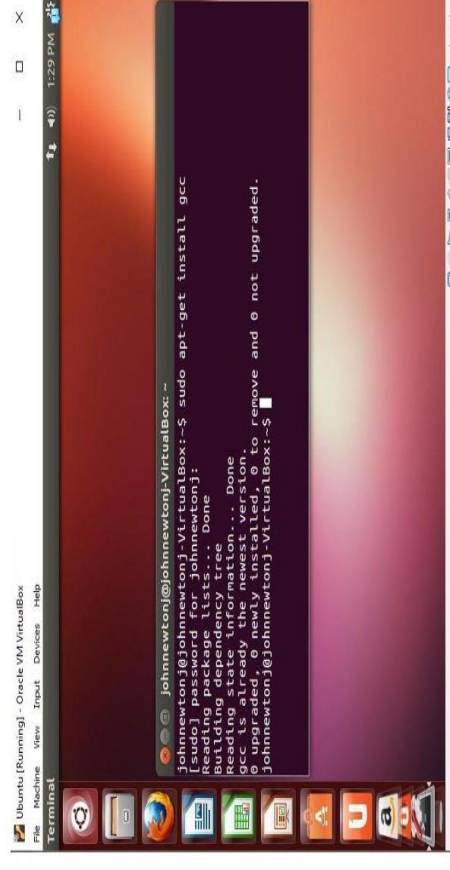 Ubuntu [Running] - Oracle VM VirtualBox
File Machine View Input Devices Help
Terminal 1:29 PM
johnnewtonj@johnnewtonj-VirtualBox: ~
johnnewtonj@johnnewtonj-VirtualBox:~$ sudo apt-get install gcc
[sudo] password for johnnewtonj:
Reading package lists... Done
Building dependency tree
Reading state information... Done
gcc is already the newest version.
0 upgraded, 0 newly installed, 0 to remove and 0 not upgraded.
johnnewtonj@johnnewtonj-VirtualBox:~$